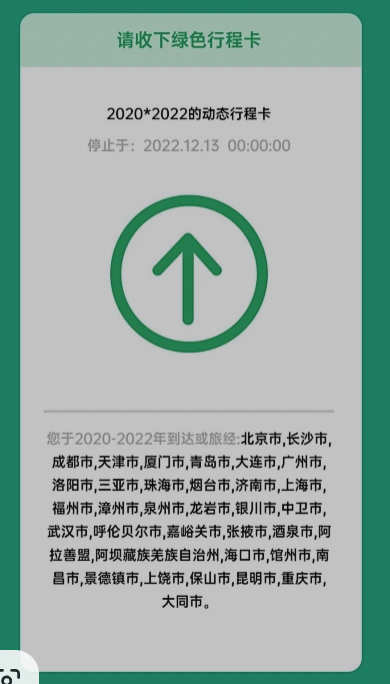 请收下绿色行程卡
2020*2022的动态行程卡
停止于：2022.12.13 00:00:00
您于2020-2022年到达或旅经:北京市,长沙市,
成都市,天津市,厦门市,青岛市,大连市,广州市,
洛阳市,三亚市,珠海市,烟台市,济南市,上海市,
福州市,漳州市,泉州市,龙岩市,银川市,中卫市,
武汉市,呼伦贝尔市,嘉峪关市,张掖市,酒泉市,阿
拉善盟,阿坝藏族羌族自治州,海口市,馆州市,南
昌市,景德镇市,上饶市,保山市,昆明市,重庆市,
大同市。